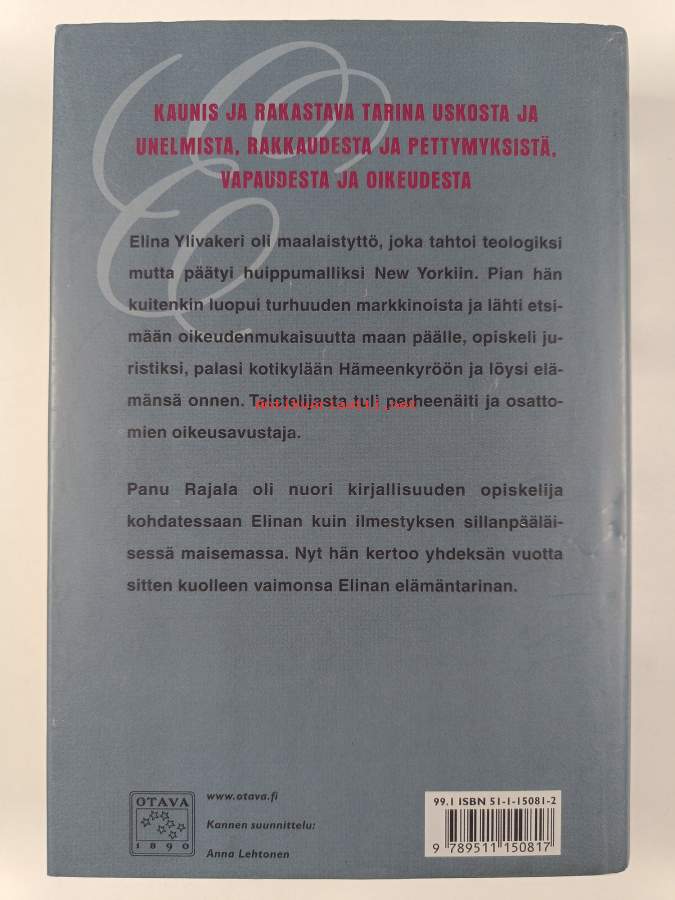 KAUNIS JA RAKASTAVA TARINA USKOSTA JA
UNELMISTA, RAKKAUDESTA JA PETTYMYKSISTÄ,
VAPAUDESTA JA OIKEUDESTA
Elina Ylivakeri oli maalaistyttö, joka tahtoi teologiksi
mutta päätyi huippumalliksi New Yorkiin. Pian hän
kuitenkin luopui turhuuden markkinoista ja lähti etsi-
mään oikeudenmukaisuutta maan päälle, opiskeli ju-
ristiksi, palasi kotikylään Hämeenkyröön ja löysi elä-
mänsä onnen. Taistelijasta tuli perheenäiti ja osatto-
mien oikeusavustaja.
Panu Rajala oli nuori kirjallisuuden opiskelija
kohdatessaan Elinan kuin ilmestyksen sillanpääläi-
sessä maisemassa. Nyt hän kertoo yhdeksän vuotta
sitten kuolleen vaimonsa Elinan elämäntarinan.
OTAVA
1890
www.otava.fi
Kannen suunnittelu:
Anna Lehtonen
99.1 ISBN 51-1-15081-2
9 789511 150817